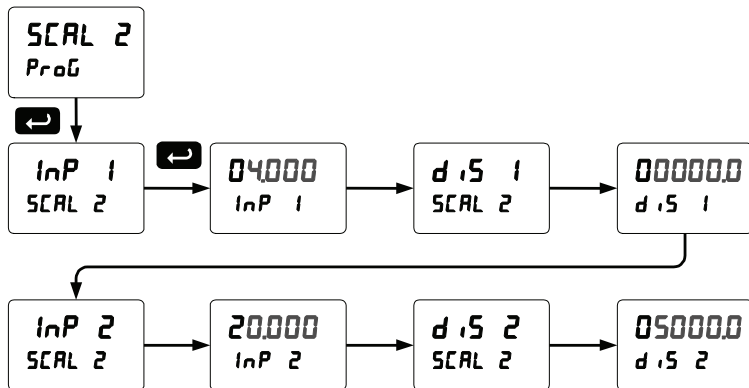 SCAL 2
ProG
InP 1
SCAL 2
04.000
InP 1
diS 1
SCAL 2
00000.0
diS 1
InP 2
SCAL 2
20.000
InP 2
diS 2
SCAL 2
05000.0
diS 2